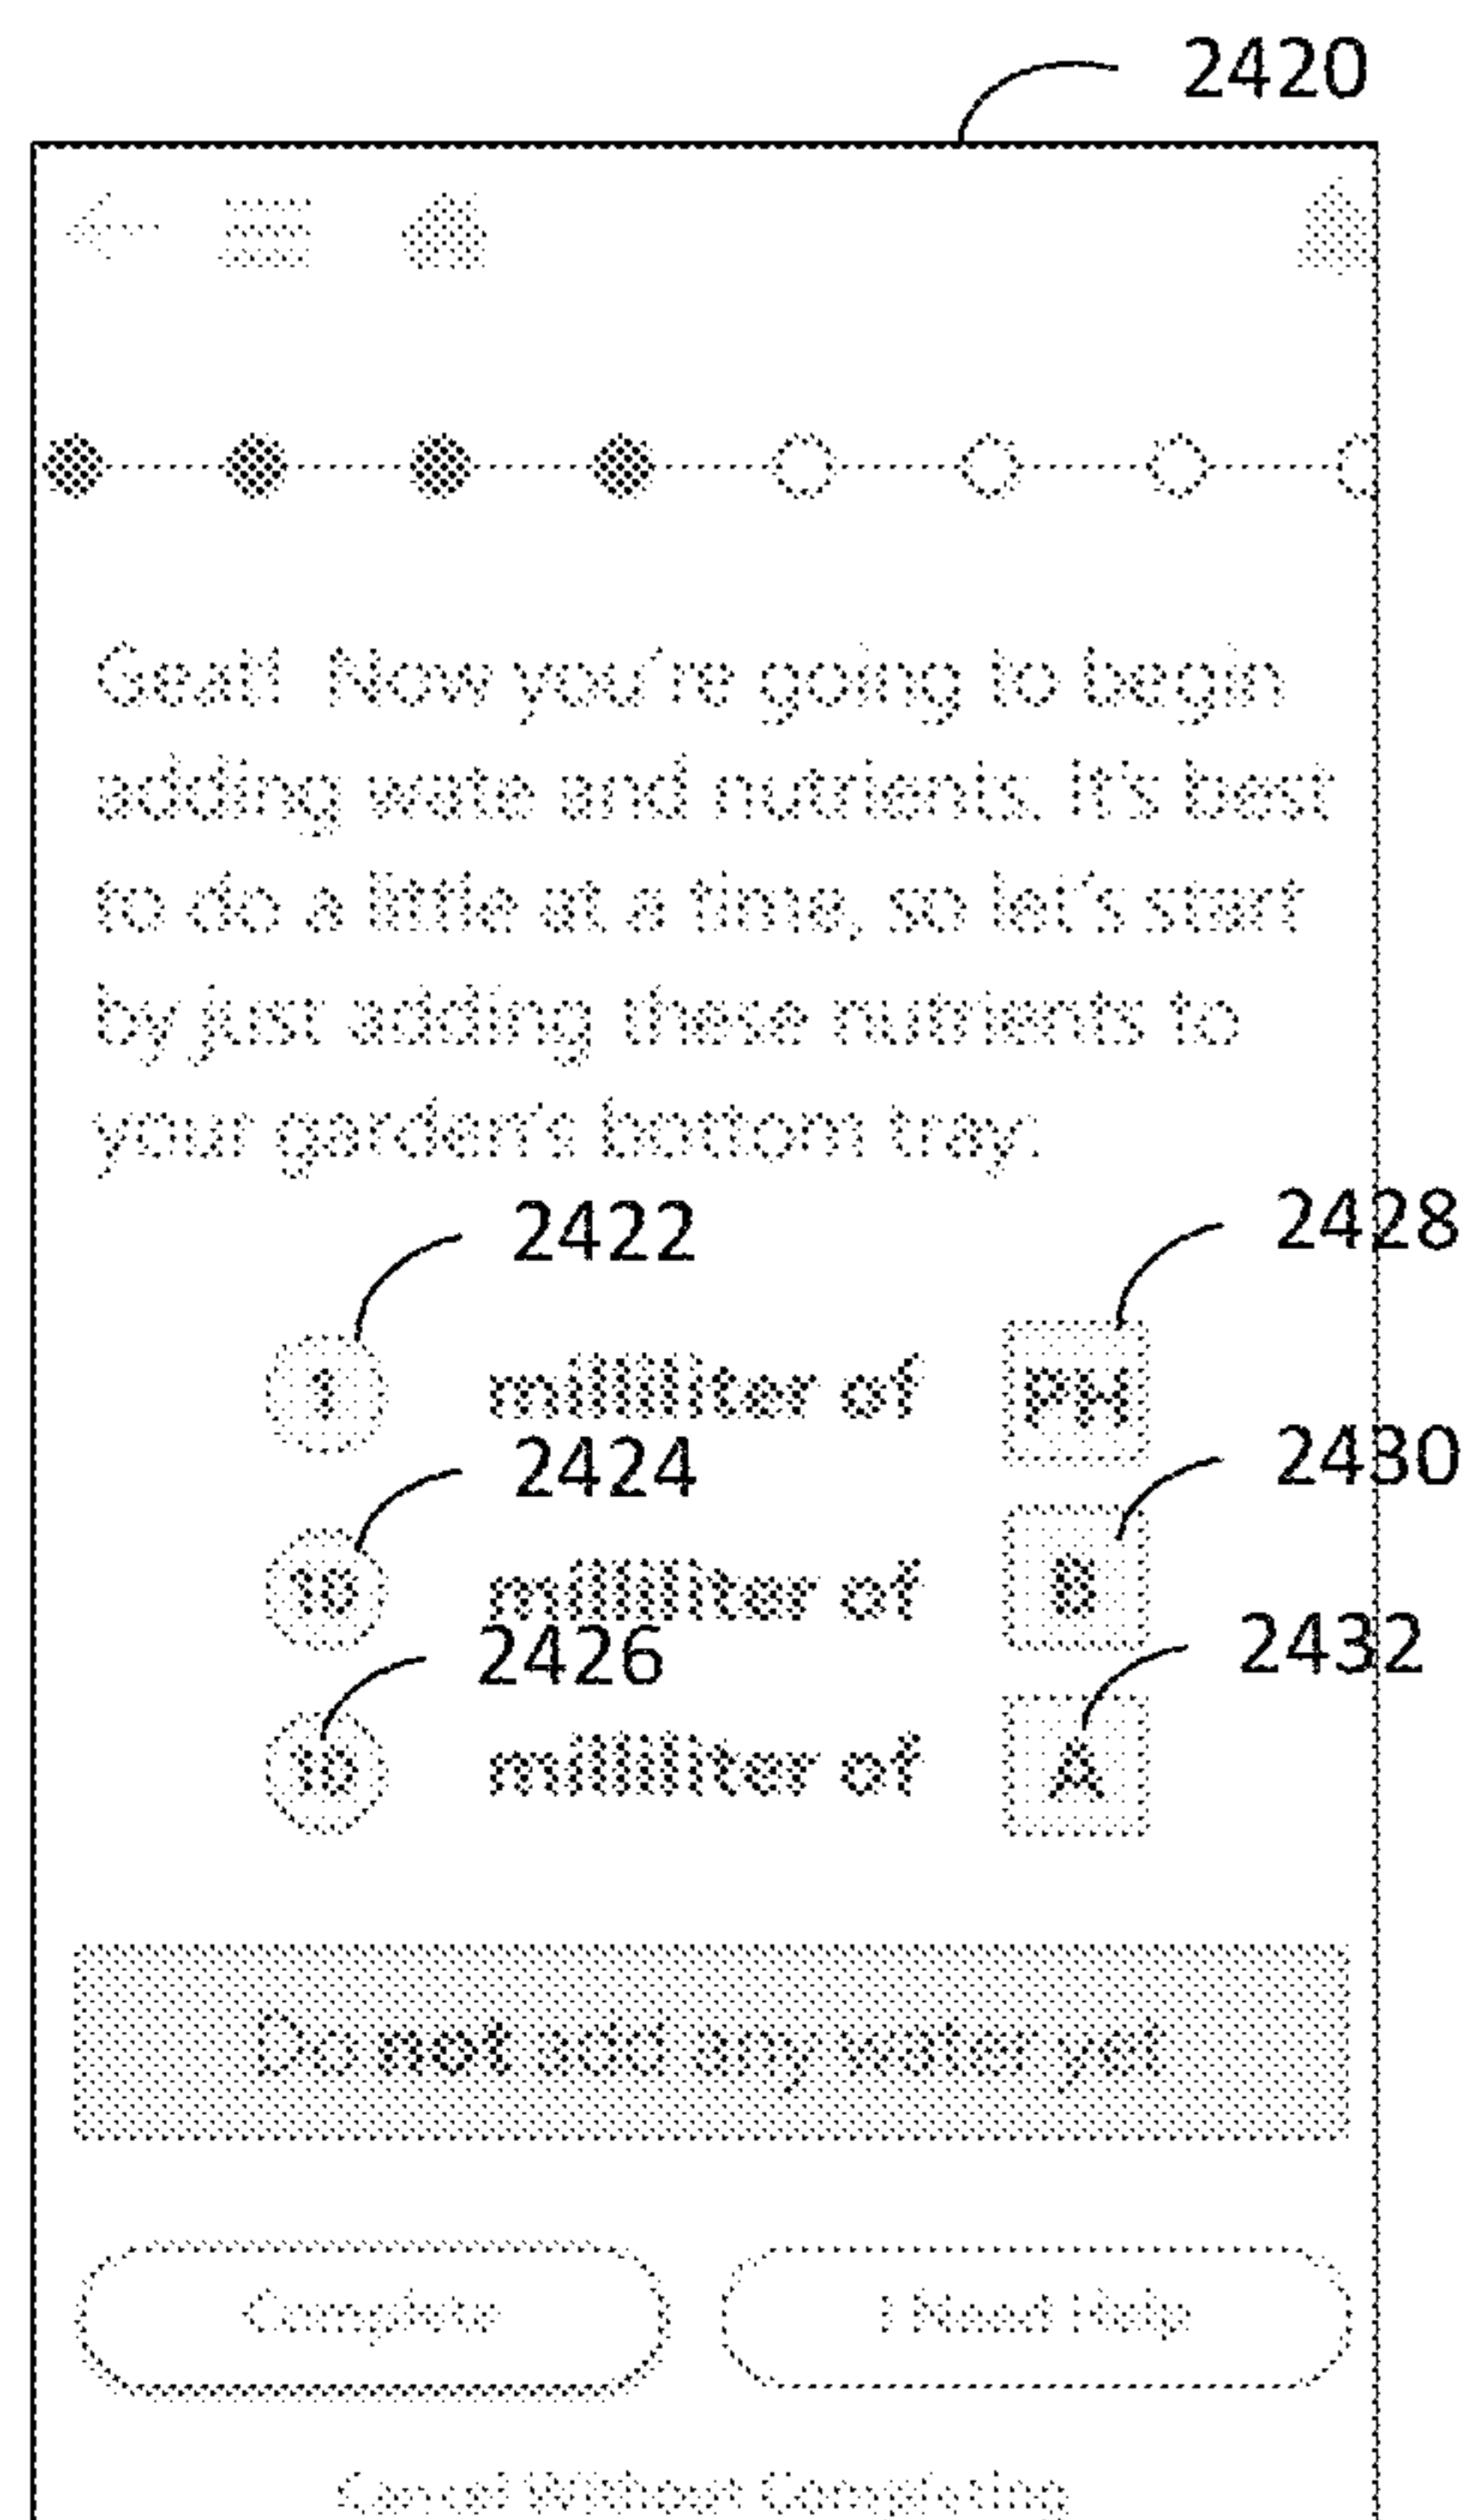 2420
Geat! Now you're going to begin
adding wate and nutrients. It's best
to do a little at a time, so let's start
by just adding these nutrients to
your garden's bottom tray:
2422 2428
1 milliliter of PH
2424 2430
10 milliliter of B
2426 2432
10 milliliter of A
Do not add any water yet
Complete I Need Help
Cancel Without Completing